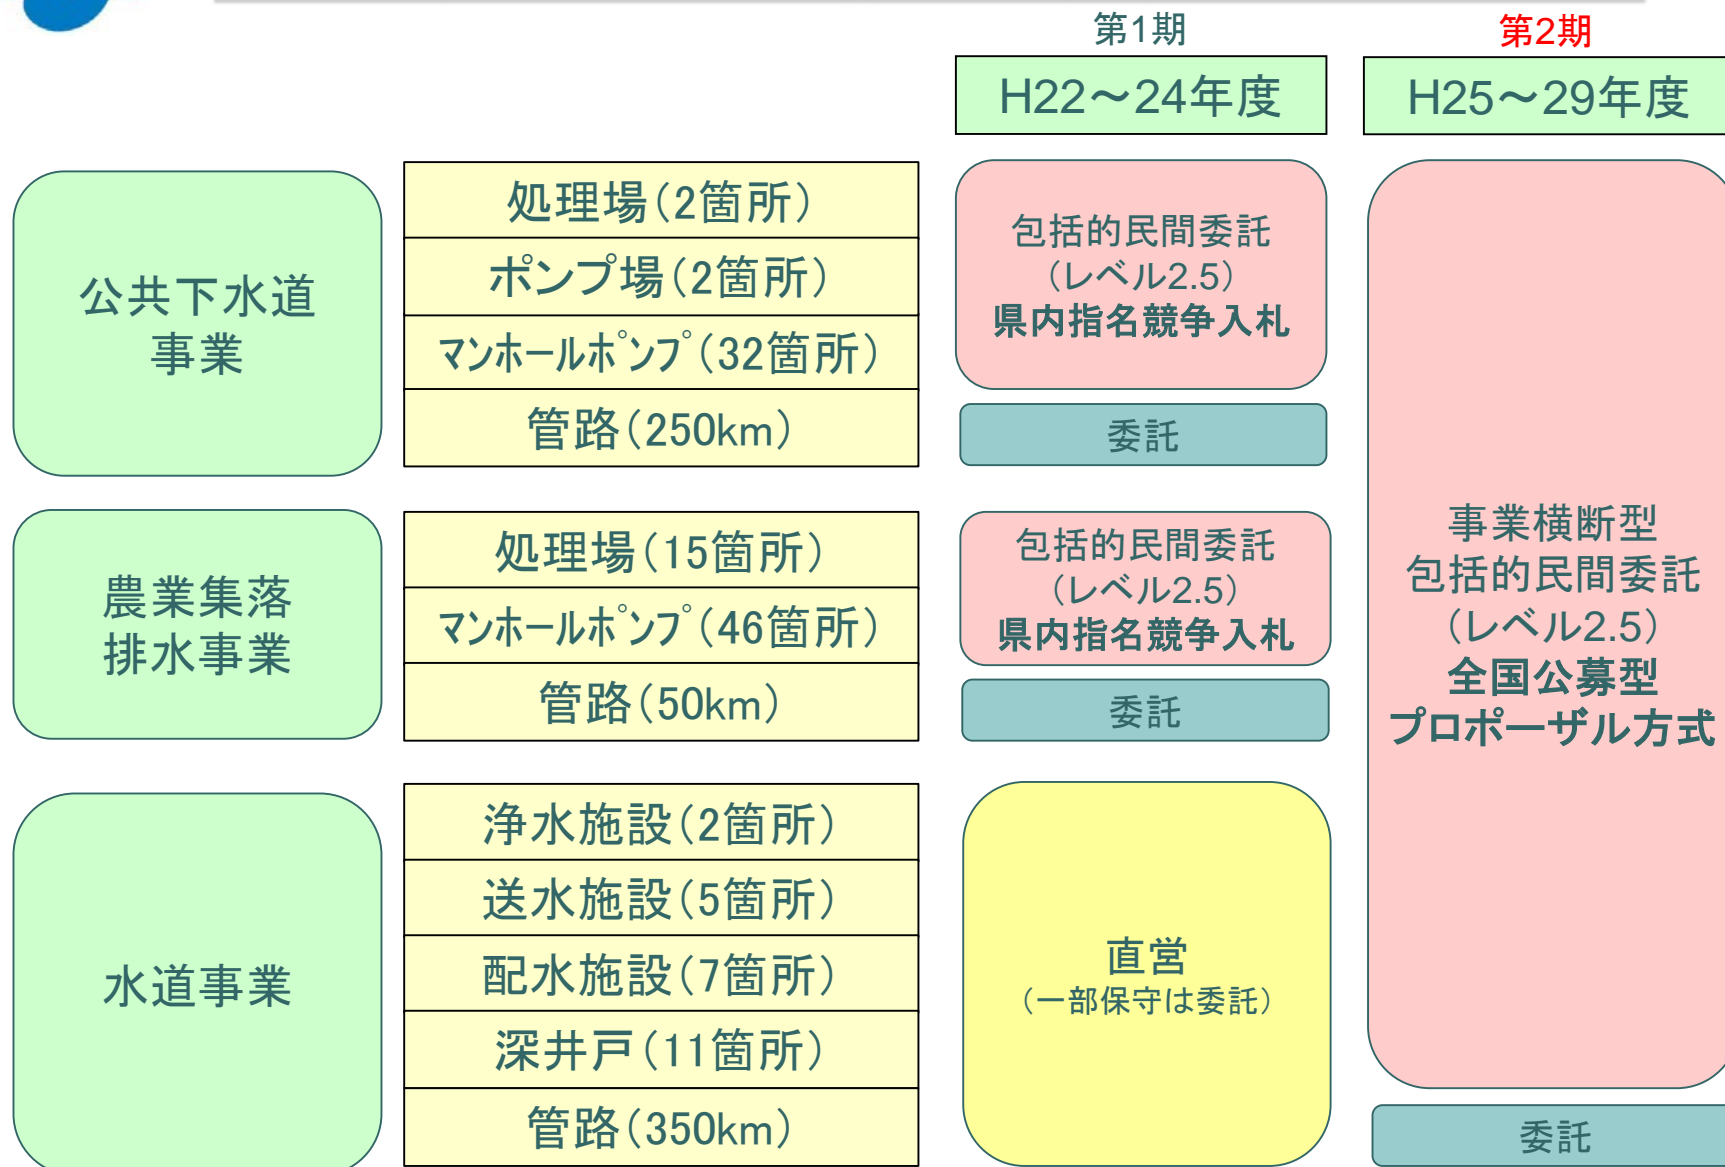 第1期
第2期
H22～24年度
H25～29年度
公共下水道
事業
処理場(2箇所)
ポンプ場(2箇所)
ﾏﾝﾎｰﾙﾎﾟﾝﾌﾟ(32箇所)
管路(250km)
包括的民間委託
(レベル2.5)
県内指名競争入札
委託
農業集落
排水事業
処理場(15箇所)
ﾏﾝﾎｰﾙﾎﾟﾝﾌﾟ(46箇所)
管路(50km)
包括的民間委託
(レベル2.5)
県内指名競争入札
委託
水道事業
浄水施設(2箇所)
送水施設(5箇所)
配水施設(7箇所)
深井戸(11箇所)
管路(350km)
直営
(一部保守は委託)
事業横断型
包括的民間委託
(レベル2.5)
全国公募型
プロポーザル方式
委託